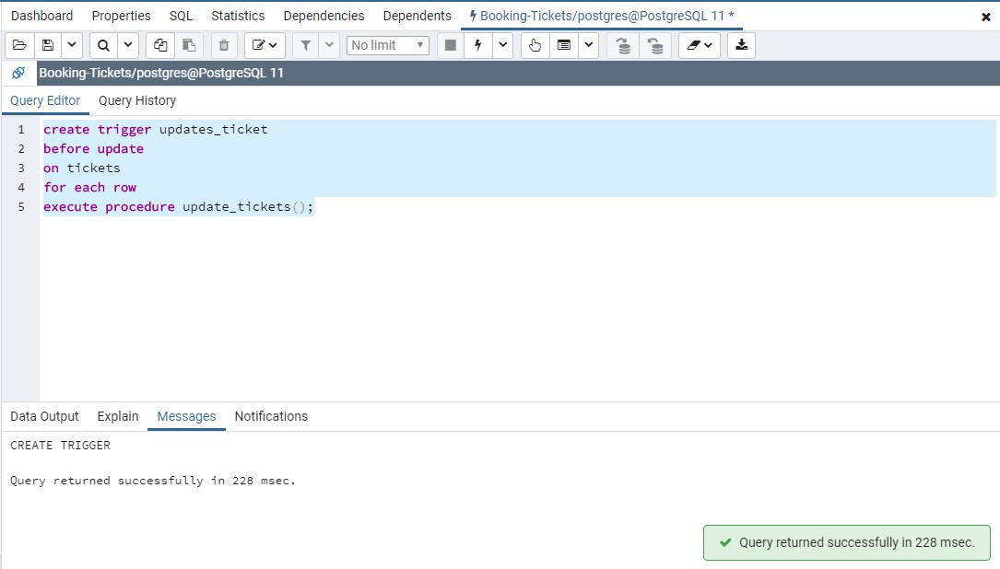 Dashboard Properties SQL Statistics Dependencies Dependents Booking-Tickets/postgres@PostgreSQL 11 *
No limit
Booking-Tickets/postgres@PostgreSQL 11
Query Editor Query History
1 create trigger updates_ticket
2 before update
3 on tickets
4 for each row
5 execute procedure update_tickets();
Data Output Explain Messages Notifications
CREATE TRIGGER
Query returned successfully in 228 msec.
Query returned successfully in 228 msec.